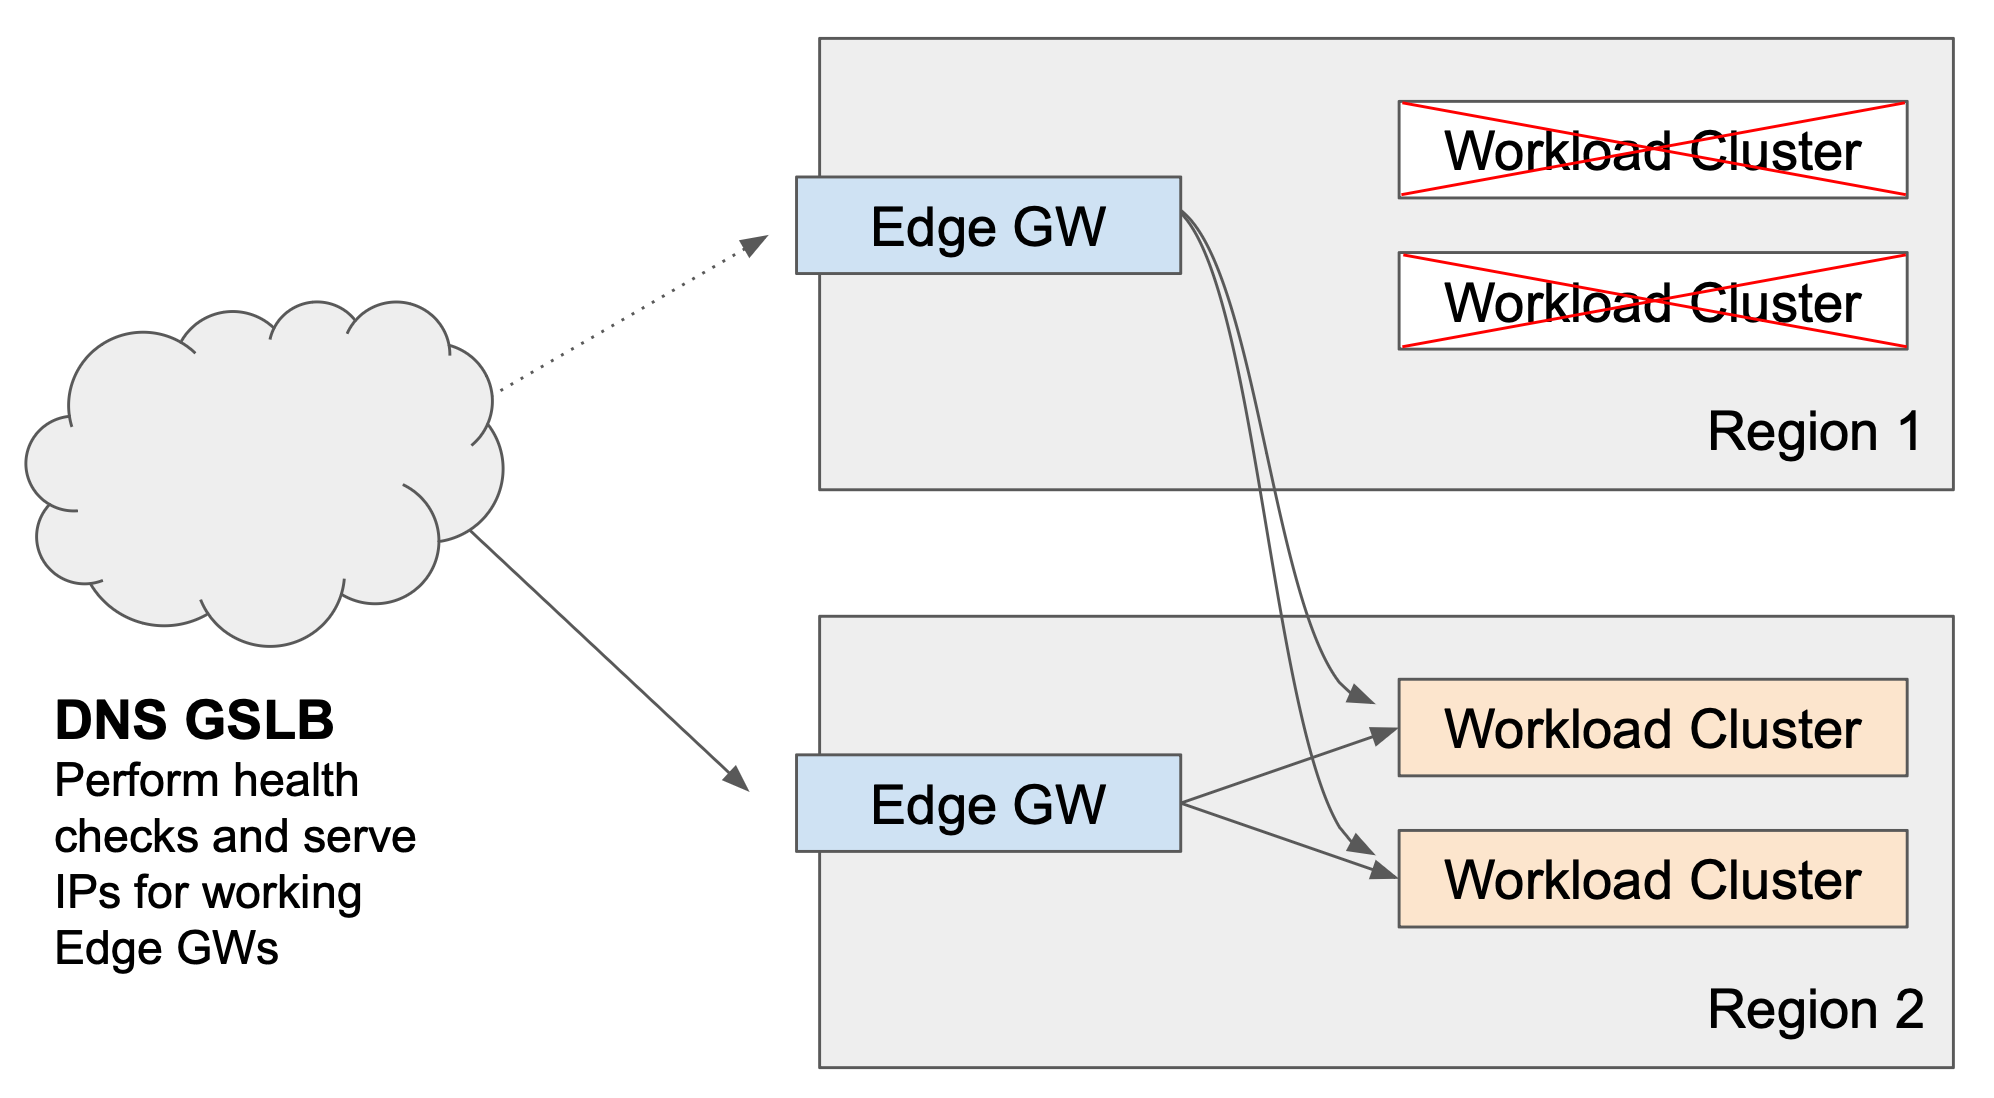 Workload Cluster
Edge GW
Workload Cluster
Region 1
DNS GSLB
Perform health
checks and serve
IPs for working
Edge GWs
Workload Cluster
Edge GW
Workload Cluster
Region 2